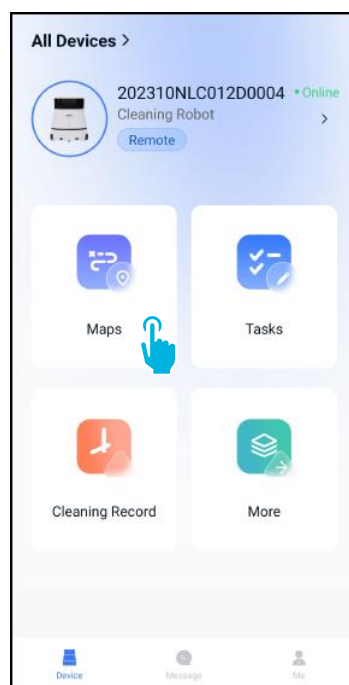 All Devices >
202310NLC012D0004 • Online
Cleaning Robot
>
Remote
Maps
Tasks
Cleaning Record
More
Device
Message
Me